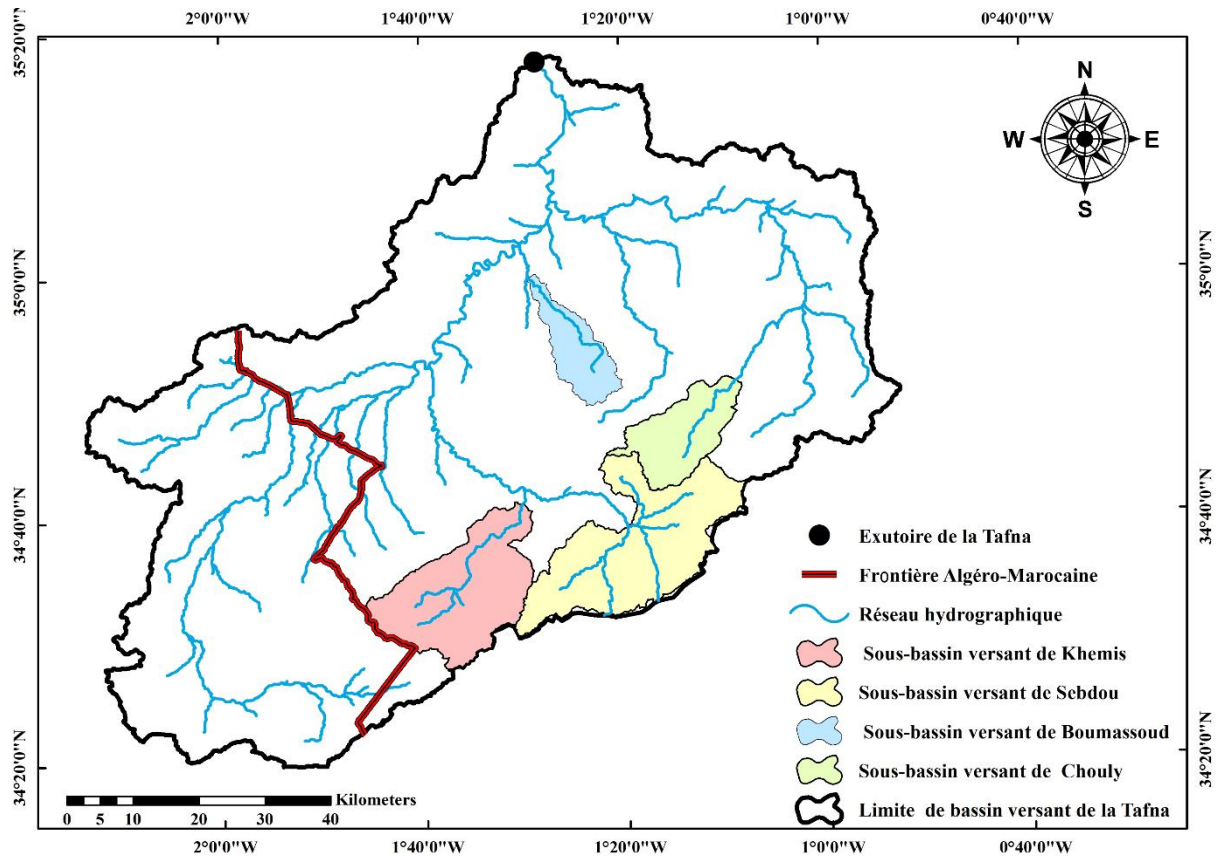 2°0'0"W 1°40'0"W 1°20'0"W 1°0'0"W 0°40'0"W
35°20'0"N
35°0'0"N
34°40'0"N
34°20'0"N
35°0'0"N
34°40'0"N
34°20'0"N
N
W E
S
Exutoire de la Tafna
Frontière Algéro-Marocaine
Réseau hydrographique
Sous-bassin versant de Khemis
Sous-bassin versant de Sebdou
Sous-bassin versant de Boumassoud
Sous-bassin versant de Chouly
Limite de bassin versant de la Tafna
Kilometers
0 5 10 20 30 40
2°0'0"W 1°40'0"W 1°20'0"W 1°0'0"W 0°40'0"W